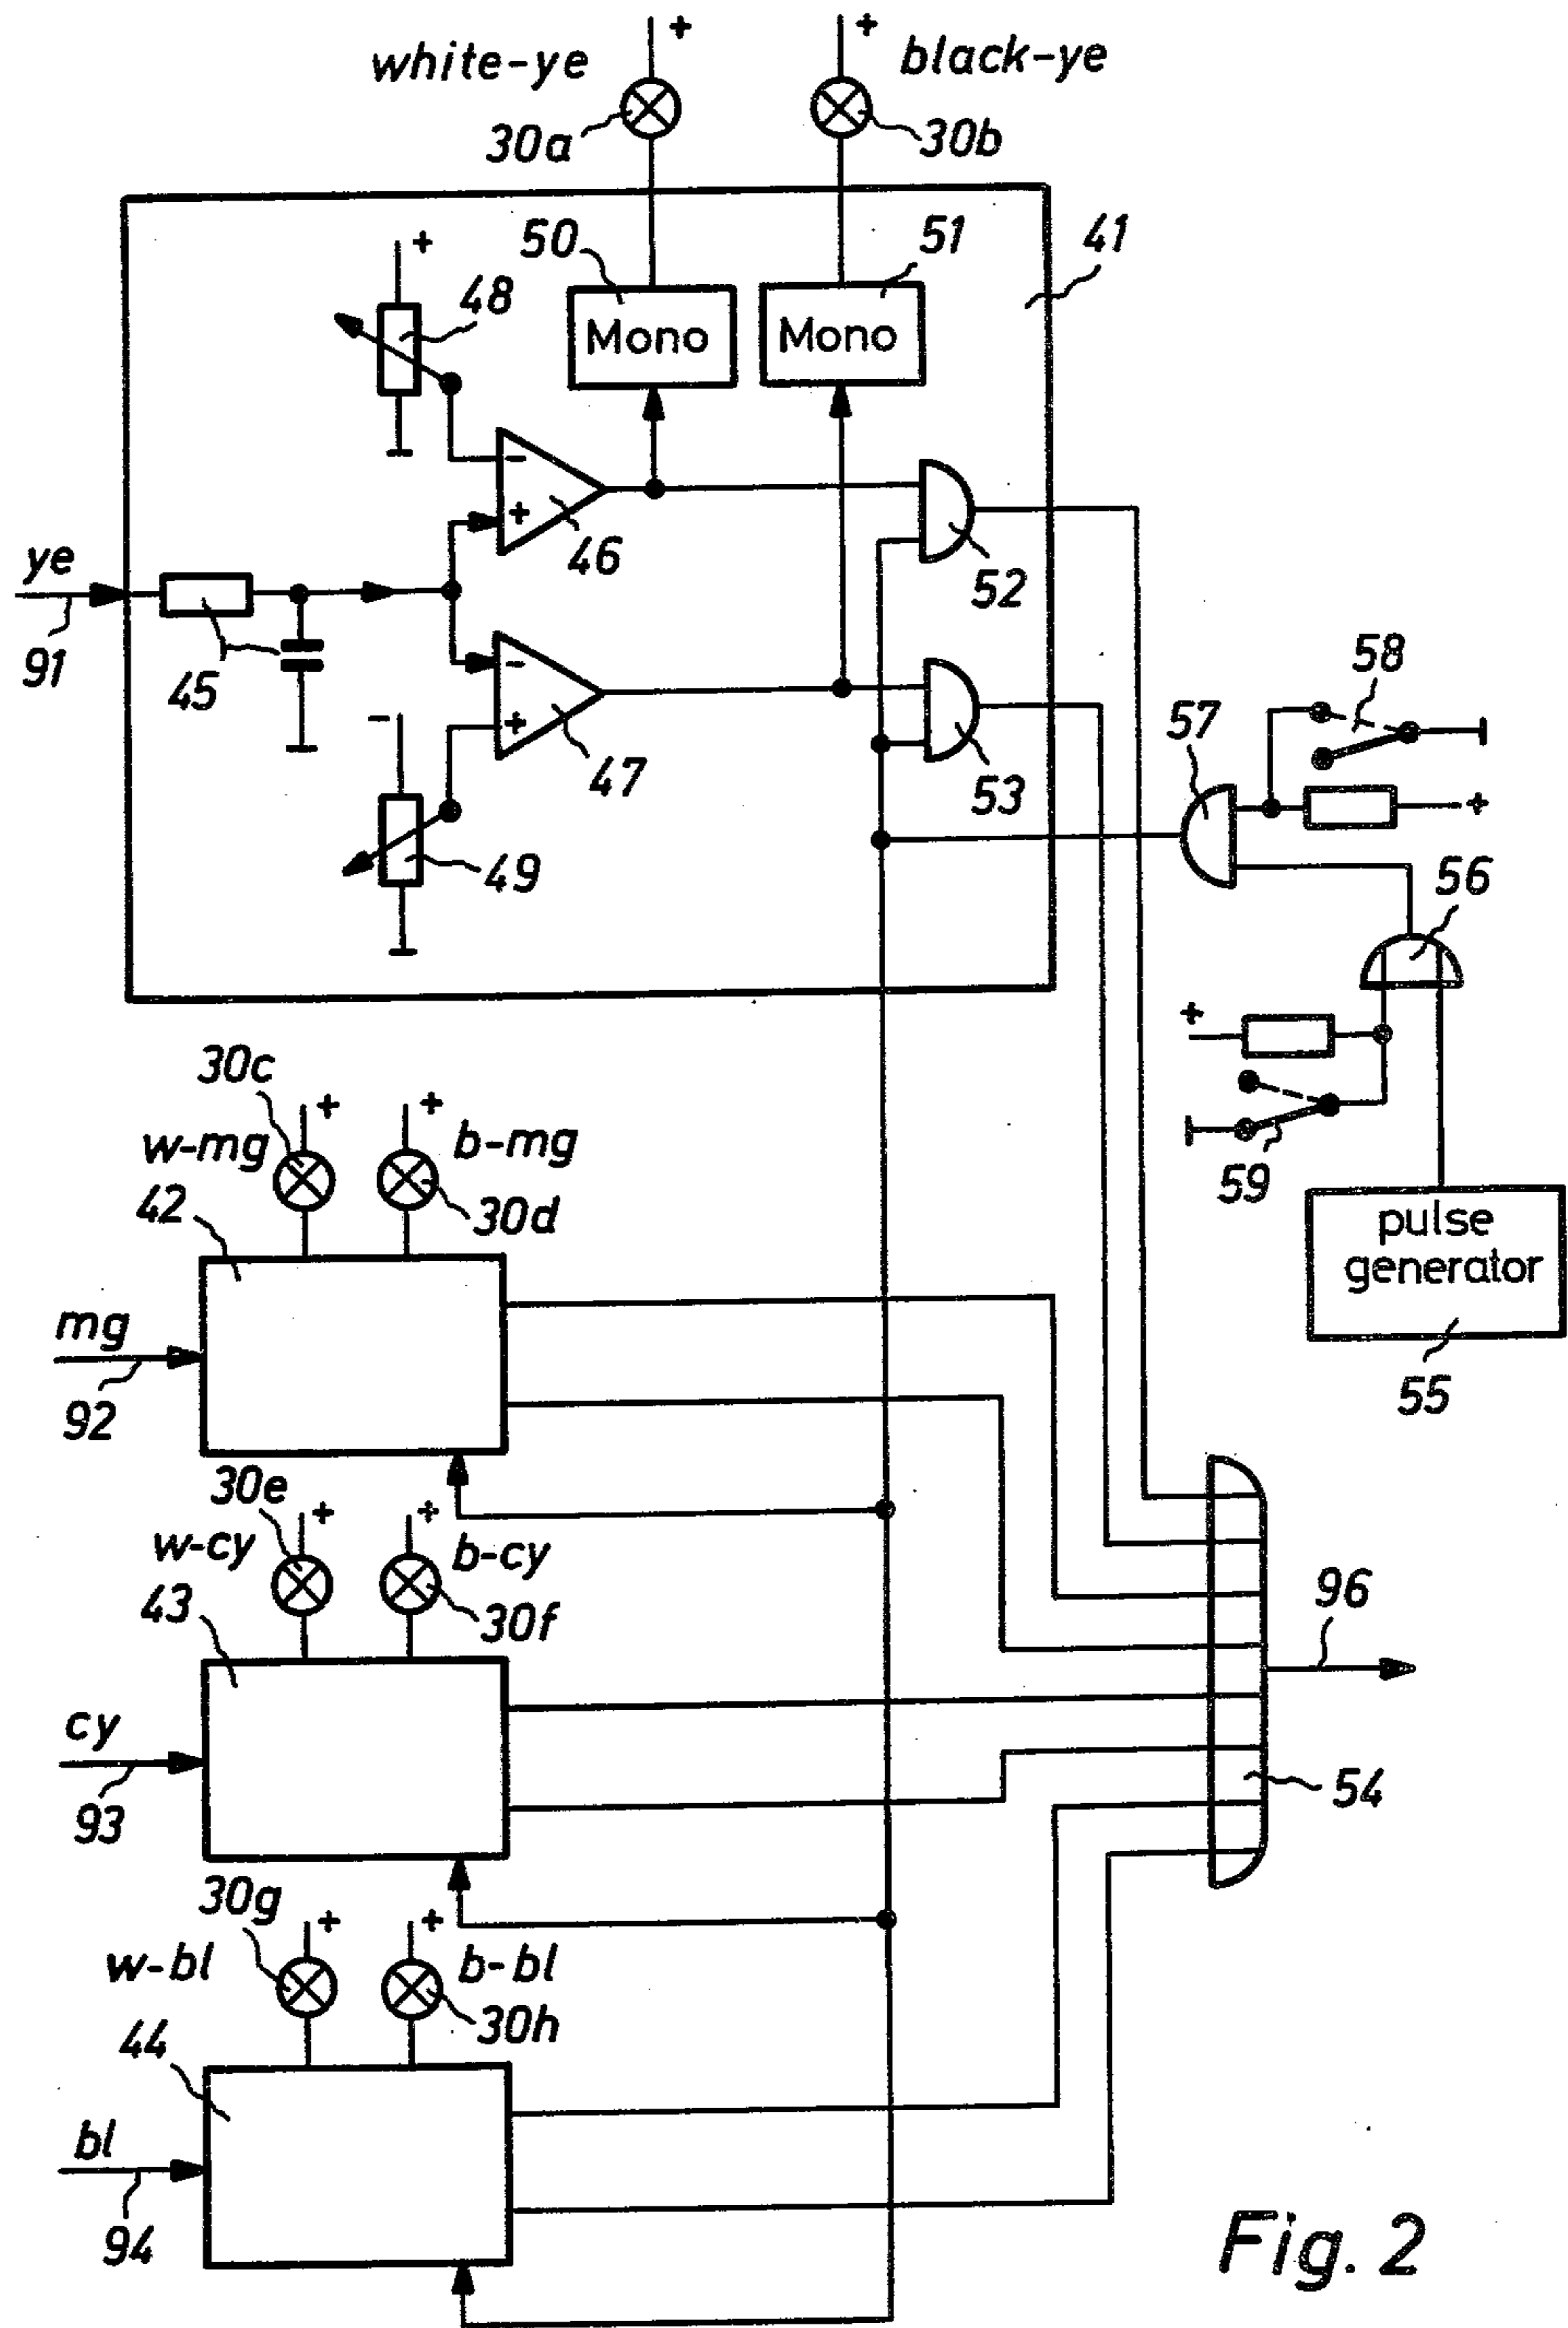 white-ye
+
+
black-ye
30a
30b
50
51
41
+
48
Mono
Mono
-
+
46
52
ye
91
45
-
+
47
53
-
49
58
57
+
56
+
59
pulse
generator
55
30c
+
+
w-mg
b-mg
42
30d
mg
92
30e
+
+
w-cy
b-cy
43
30f
96
cy
93
54
30g
+
+
w-bl
b-bl
44
30h
bl
94
Fig. 2